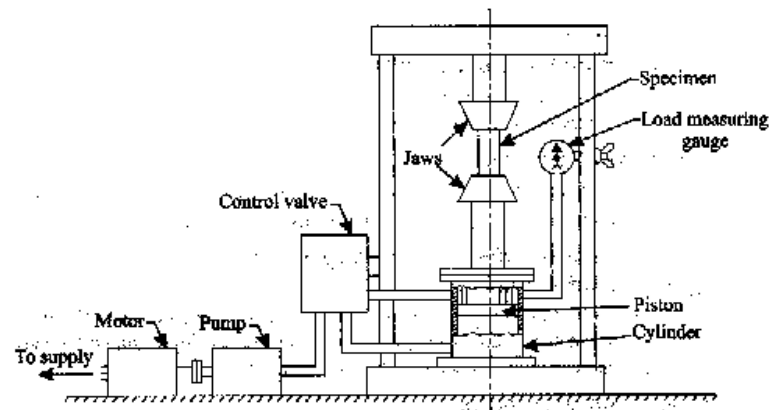 Specimen
Load measuring
gauge
Jaws
Control valve
Piston
Motor
Pump
Cylinder
To supply